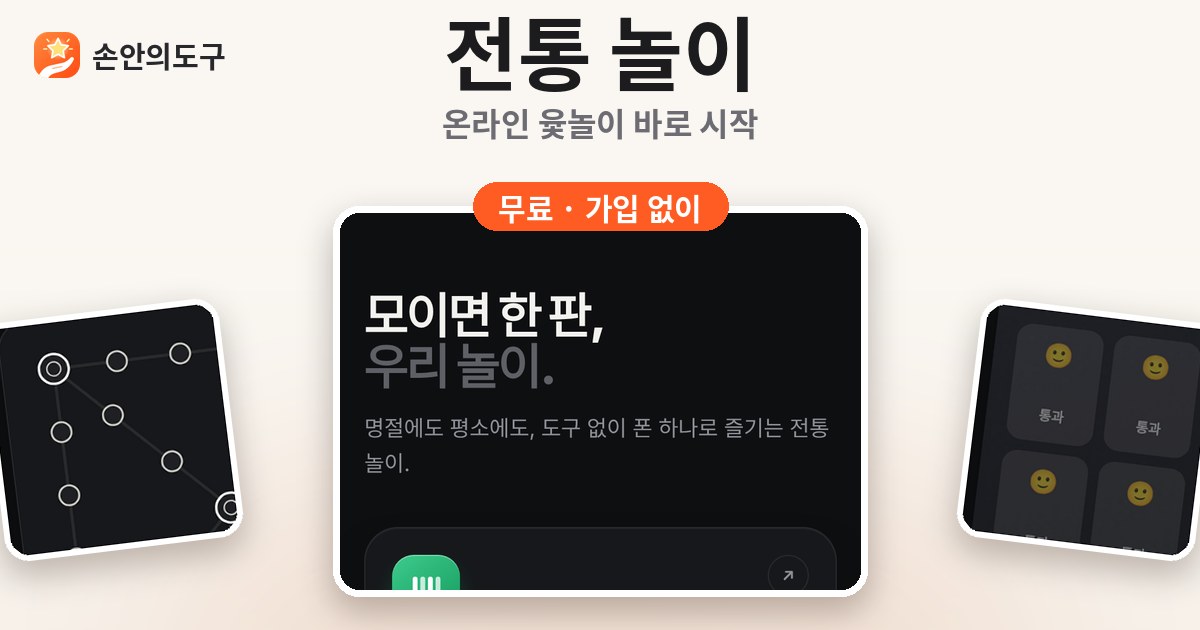 손안의도구
전통 놀이
온라인 윷놀이 바로 시작
무료 · 가입 없이
모이면 한 판,
우리 놀이.
명절에도 평소에도, 도구 없이 폰 하나로 즐기는 전통
놀이.
통과
통과